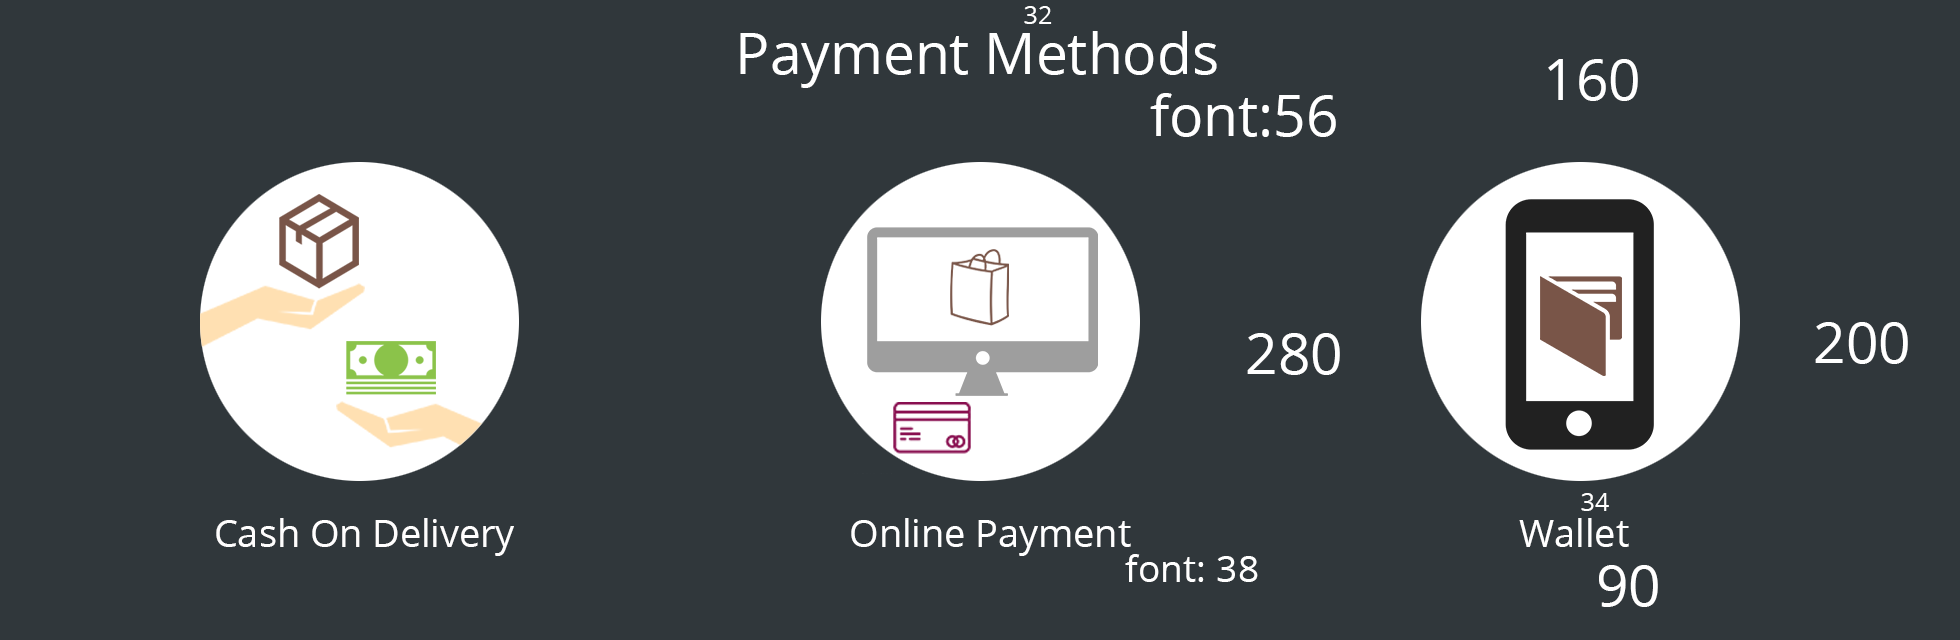 32
Payment Methods
160
font:56
280
200
34
Cash On Delivery
Online Payment
Wallet
font: 38
90